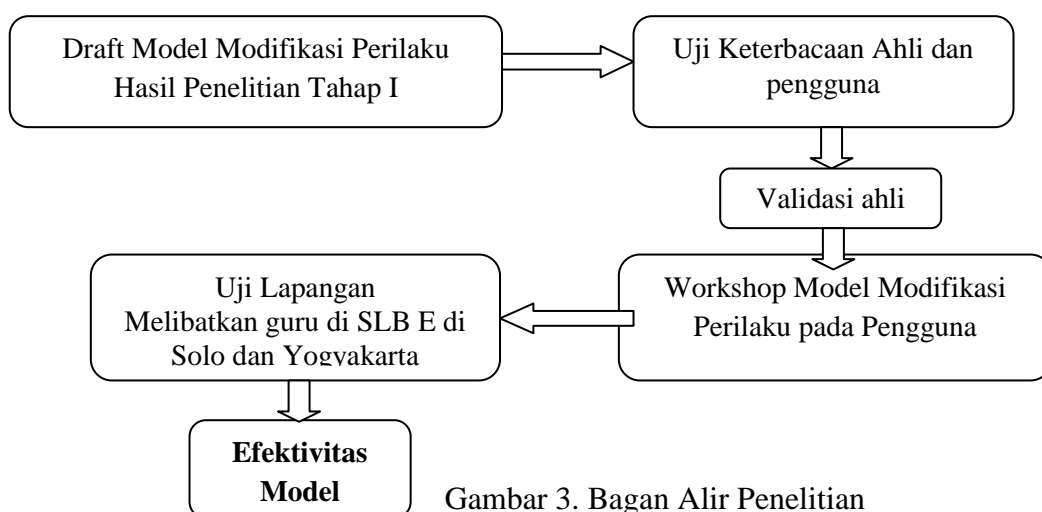 Draft Model Modifikasi Perilaku
Hasil Penelitian Tahap I
Uji Keterbacaan Ahli dan
pengguna
Validasi ahli
Workshop Model Modifikasi
Perilaku pada Pengguna
Uji Lapangan
Melibatkan guru di SLB E di
Solo dan Yogyakarta
Efektivitas
Model
Gambar 3. Bagan Alir Penelitian